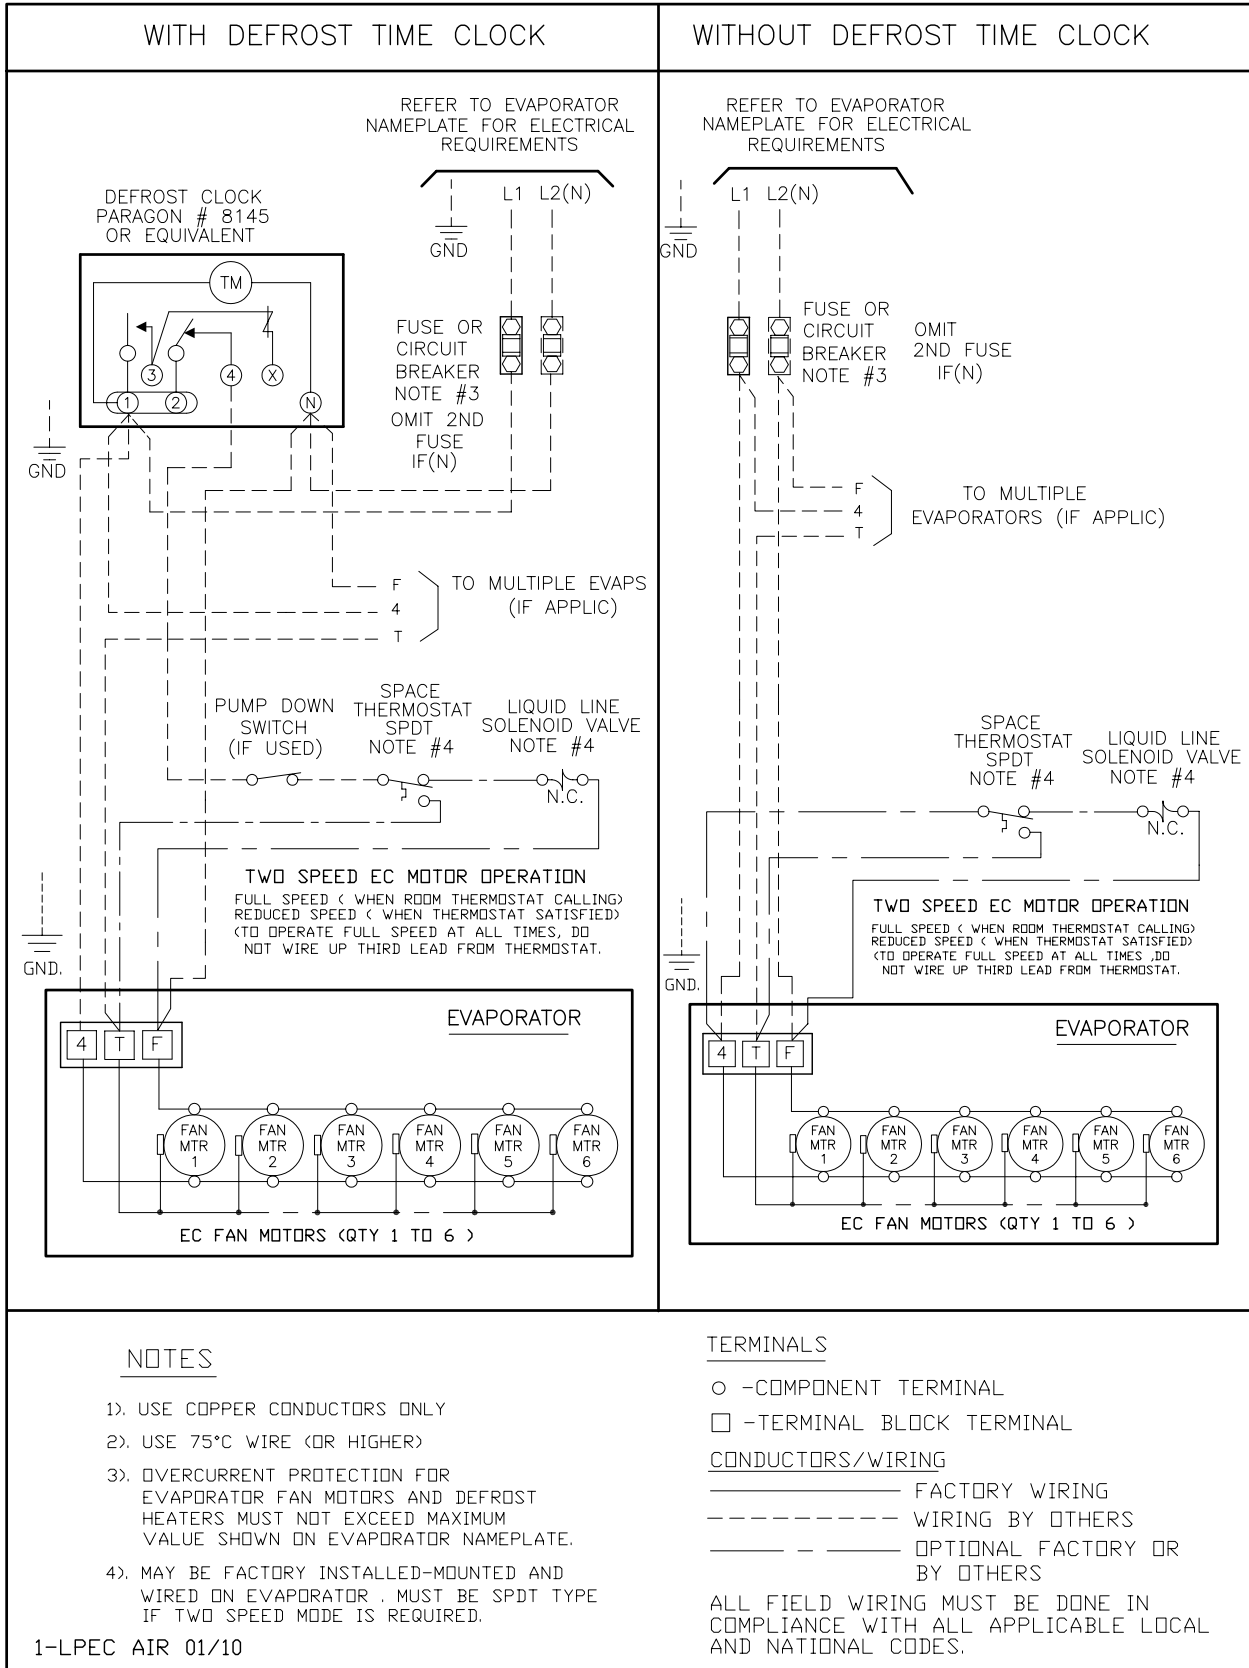 WITH DEFROST TIME CLOCK
REFER TO EVAPORATOR
NAMEPLATE FOR ELECTRICAL
REQUIREMENTS
L1 L2(N)
GND
DEFROST CLOCK
PARAGON # 8145
OR EQUIVALENT
TM
3
4
X
1
2
N
GND
FUSE OR
CIRCUIT
BREAKER
NOTE #3
OMIT 2ND
FUSE
IF(N)
F
4
T
TO MULTIPLE EVAPS
(IF APPLIC)
PUMP DOWN
SWITCH
(IF USED)
SPACE
THERMOSTAT
SPDT
NOTE #4
LIQUID LINE
SOLENOID VALVE
NOTE #4
N.C.
TWO SPEED EC MOTOR OPERATION
FULL SPEED ( WHEN ROOM THERMOSTAT CALLING)
REDUCED SPEED ( WHEN THERMOSTAT SATISFIED)
(TO OPERATE FULL SPEED AT ALL TIMES, DO
NOT WIRE UP THIRD LEAD FROM THERMOSTAT.
GND.
EVAPORATOR
4 T F
FAN MTR 1
FAN MTR 2
FAN MTR 3
FAN MTR 4
FAN MTR 5
FAN MTR 6
EC FAN MOTORS (QTY 1 TO 6 )
WITHOUT DEFROST TIME CLOCK
REFER TO EVAPORATOR
NAMEPLATE FOR ELECTRICAL
REQUIREMENTS
L1 L2(N)
GND
FUSE OR
CIRCUIT
BREAKER
NOTE #3
OMIT
2ND FUSE
IF(N)
F
4
T
TO MULTIPLE
EVAPORATORS (IF APPLIC)
SPACE
THERMOSTAT
SPDT
NOTE #4
LIQUID LINE
SOLENOID VALVE
NOTE #4
N.C.
TWO SPEED EC MOTOR OPERATION
FULL SPEED ( WHEN ROOM THERMOSTAT CALLING)
REDUCED SPEED ( WHEN THERMOSTAT SATISFIED)
(TO OPERATE FULL SPEED AT ALL TIMES ,DO
NOT WIRE UP THIRD LEAD FROM THERMOSTAT.
GND.
EVAPORATOR
4 T F
FAN MTR 1
FAN MTR 2
FAN MTR 3
FAN MTR 4
FAN MTR 5
FAN MTR 6
EC FAN MOTORS (QTY 1 TO 6 )
NOTES
1). USE COPPER CONDUCTORS ONLY
2). USE 75°C WIRE (OR HIGHER)
3). OVERCURRENT PROTECTION FOR
EVAPORATOR FAN MOTORS AND DEFROST
HEATERS MUST NOT EXCEED MAXIMUM
VALUE SHOWN ON EVAPORATOR NAMEPLATE.
4). MAY BE FACTORY INSTALLED-MOUNTED AND
WIRED ON EVAPORATOR . MUST BE SPDT TYPE
IF TWO SPEED MODE IS REQUIRED.
1-LPEC AIR 01/10
TERMINALS
-COMPONENT TERMINAL
-TERMINAL BLOCK TERMINAL
CONDUCTORS/WIRING
FACTORY WIRING
WIRING BY OTHERS
OPTIONAL FACTORY OR
BY OTHERS
ALL FIELD WIRING MUST BE DONE IN
COMPLIANCE WITH ALL APPLICABLE LOCAL
AND NATIONAL CODES.